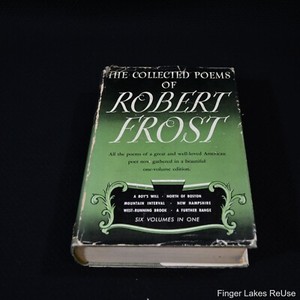 THE COLLECTED POEMS
OF
ROBERT
FROST
All the poems of a great and well-loved American
poet now gathered in a beautiful
one-volume edition.
A BOY'S WILL · NORTH OF BOSTON
MOUNTAIN INTERVAL · NEW HAMPSHIRE
WEST-RUNNING BROOK · A FURTHER RANGE
SIX VOLUMES IN ONE
Finger Lakes ReUse